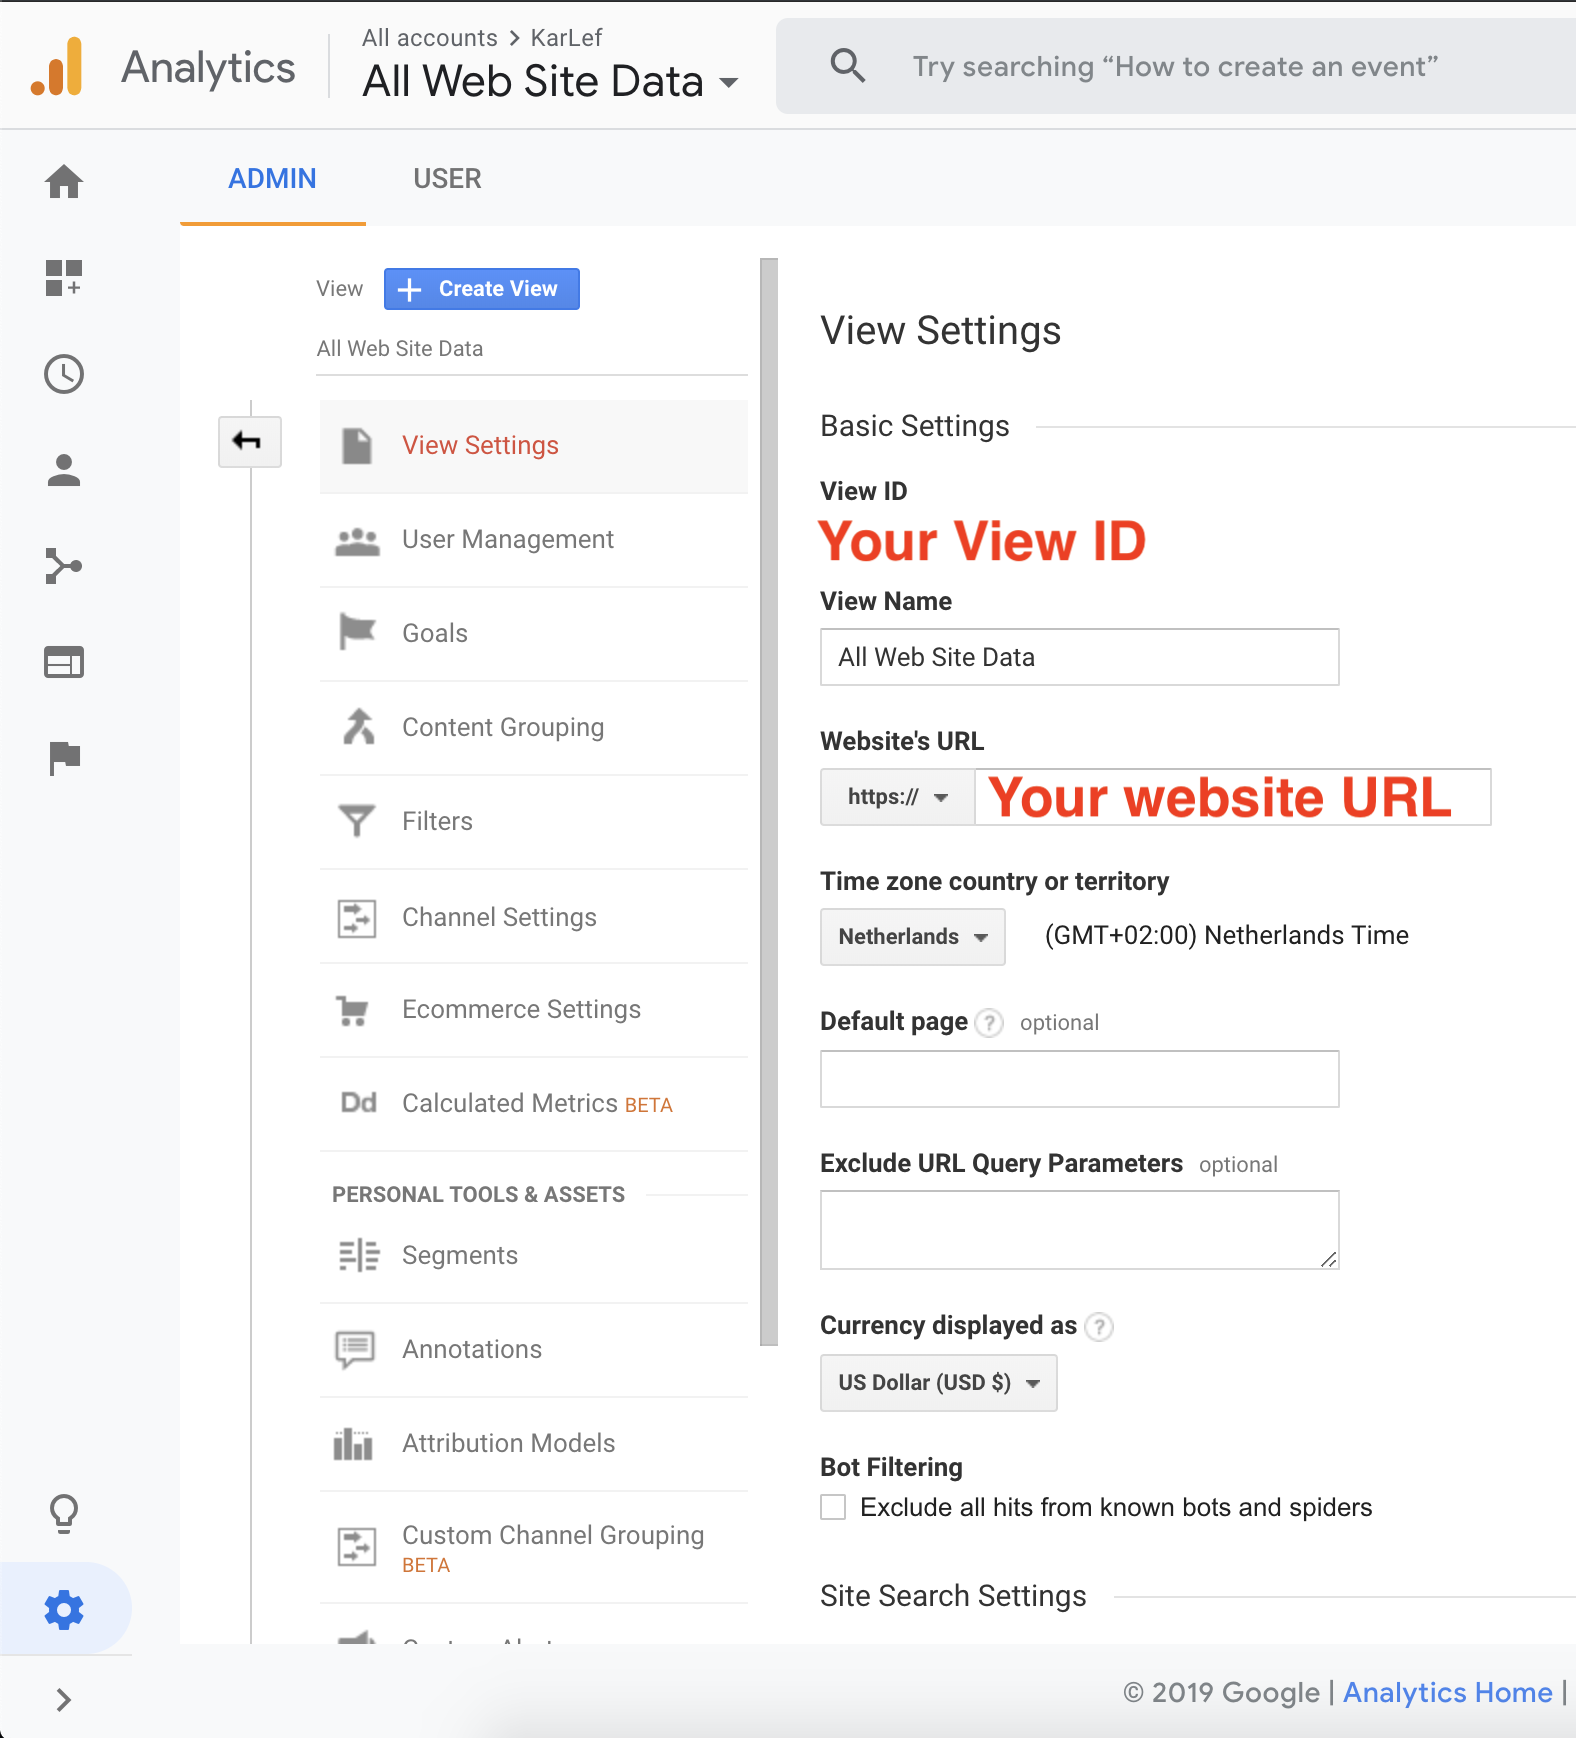 Analytics
All accounts > KarLef
All Web Site Data
Try searching “How to create an event”
ADMIN
USER
View
Create View
All Web Site Data
View Settings
User Management
Goals
Content Grouping
Filters
Channel Settings
Ecommerce Settings
Dd Calculated Metrics BETA
PERSONAL TOOLS & ASSETS
Segments
Annotations
Attribution Models
Custom Channel Grouping
BETA
View Settings
Basic Settings
View ID
Your View ID
View Name
All Web Site Data
Website's URL
https:// Your website URL
Time zone country or territory
Netherlands (GMT+02:00) Netherlands Time
Default page ? optional
Exclude URL Query Parameters optional
Currency displayed as ?
US Dollar (USD $)
Bot Filtering
Exclude all hits from known bots and spiders
Site Search Settings
© 2019 Google | Analytics Home |